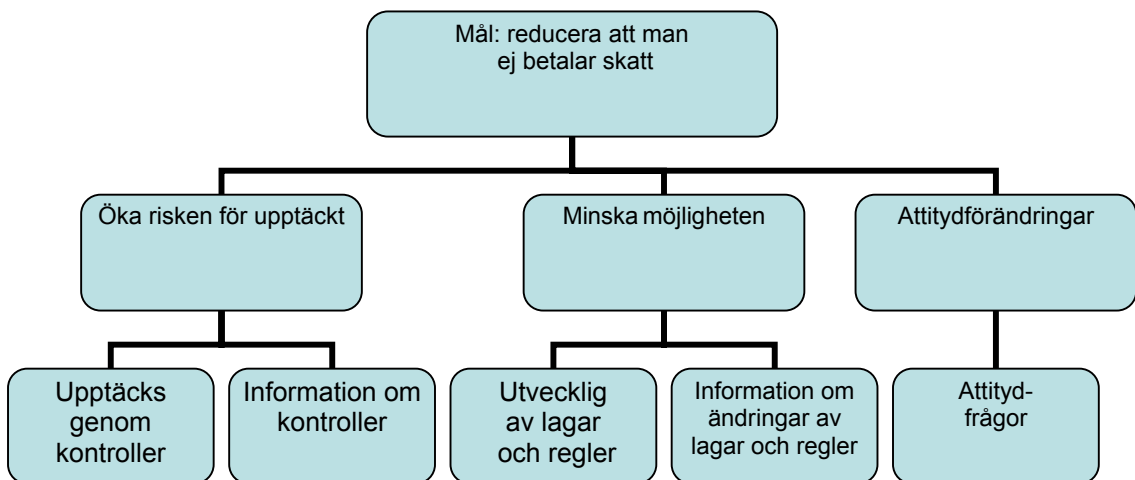 Mål: reducera att man
ej betalar skatt
Öka risken för upptäckt
Minska möjligheten
Attitydförändringar
Upptäcks
genom
kontroller
Information om
kontroller
Utvecklig
av lagar
och regler
Information om
ändringar av
lagar och regler
Attityd-
frågor